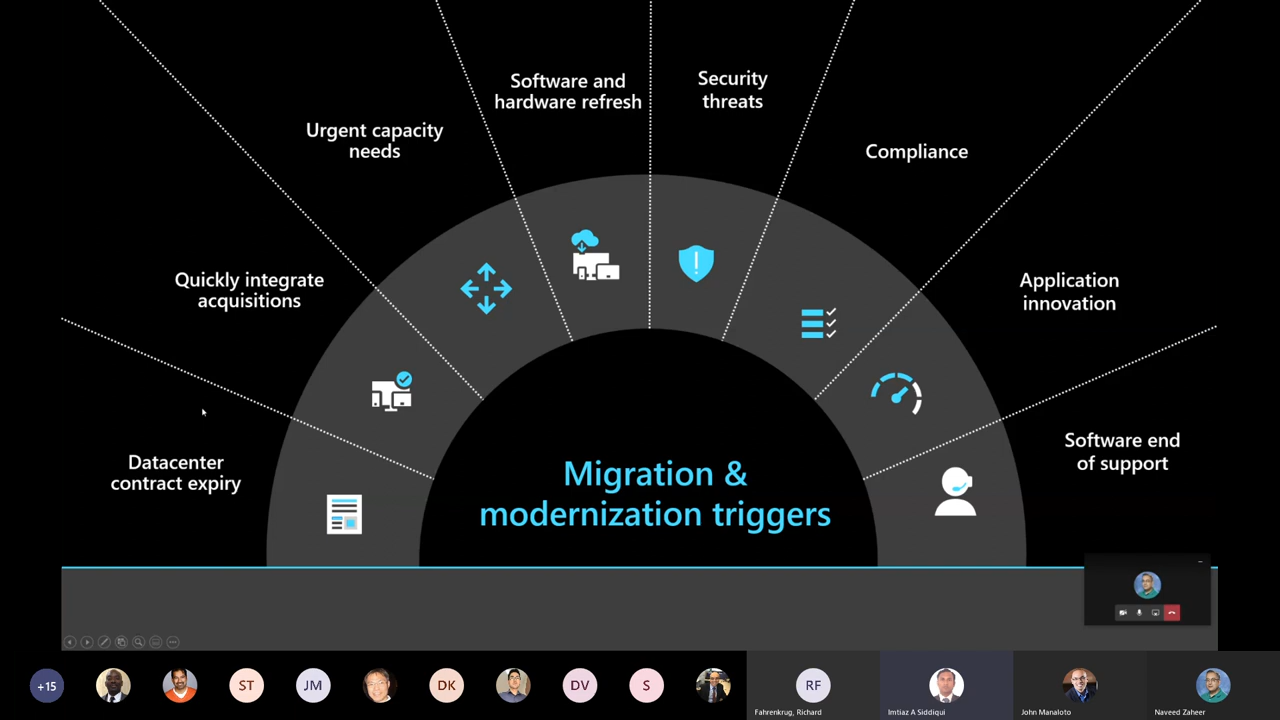 Software and
hardware refresh
Security
threats
Urgent capacity
needs
Compliance
Quickly integrate
acquisitions
Application
innovation
Datacenter
contract expiry
Software end
of support
Migration &
modernization triggers
+15
ST
JM
DK
DV
S
RF
Fahrenkrug, Richard
Imtiaz A Siddiqui
John Manaloto
Naveed Zaheer